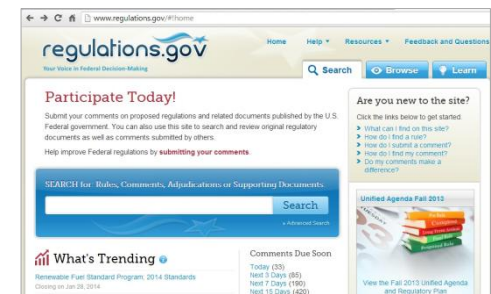 www.regulations.gov/#!home
regulations.gov
Your Voice in Federal Decision-Making
Home Help Resources Feedback and Questions
Search Browse Learn
Participate Today!
Submit your comments on proposed regulations and related documents published by the U.S.
Federal government. You can also use this site to search and review original regulatory
documents as well as comments submitted by others.
Help improve Federal regulations by submitting your comments.
SEARCH for: Rules, Comments, Adjudications or Supporting Documents
Search
» Advanced Search
What's Trending
Renewable Fuel Standard Program: 2014 Standards
Closing on Jan 28, 2014
Comments Due Soon
Today (33)
Next 3 Days (85)
Next 7 Days (190)
Next 15 Days (420)
Are you new to the site?
Click the links below to get started
What can I find on this site?
How do I find a rule?
How do I submit a comment?
How do I find my comment?
Do my comments make a
difference?
Unified Agenda Fall 2013
View the Fall 2013 Unified Agenda
and Regulatory Plan